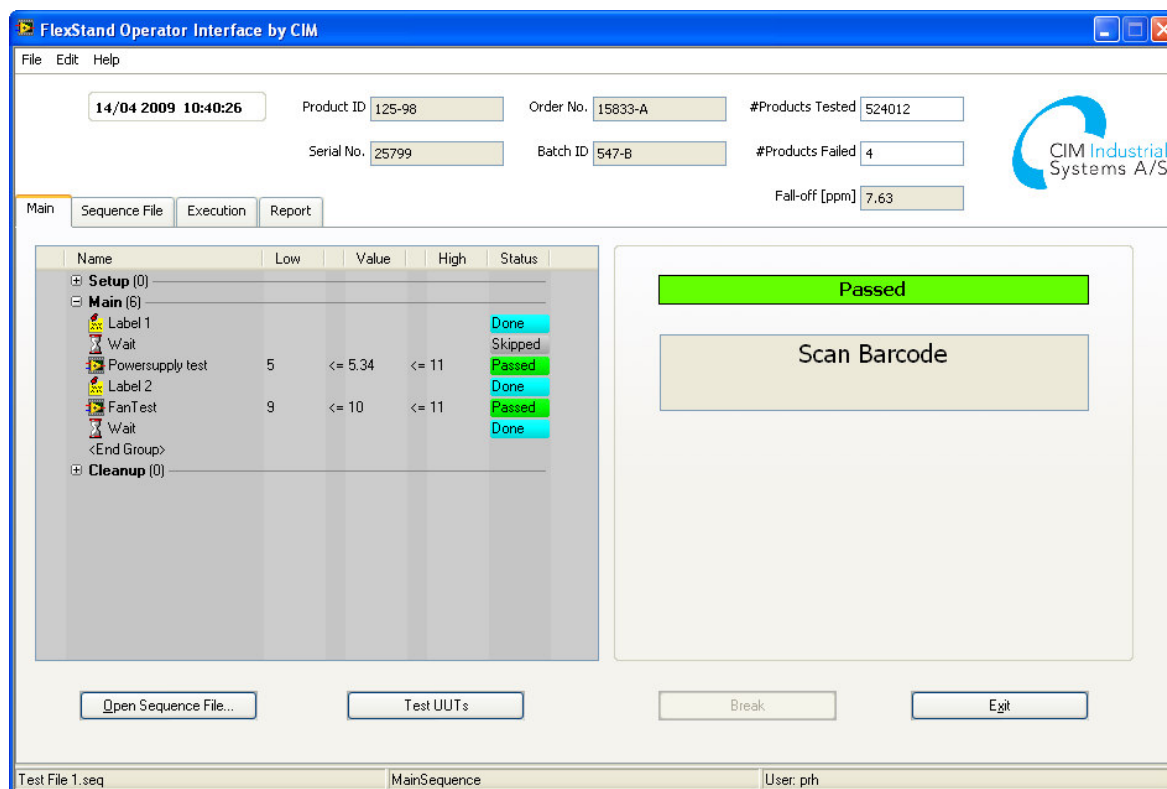 FlexStand Operator Interface by CIM
File Edit Help
14/04 2009 10:40:26 Product ID 125-98 Order No. 15833-A #Products Tested 524012
Serial No. 25799 Batch ID 547-B #Products Failed 4
CIM Industrial
Systems A/S
Fall-off [ppm] 7.63
Main Sequence File Execution Report
Name Low Value High Status
Setup (0)
Main (6)
Label 1 Done
Wait Skipped
Powersupply test 5 <= 5.34 <= 11 Passed
Label 2 Done
FanTest 9 <= 10 <= 11 Passed
Wait Done
<End Group>
Cleanup (0)
Passed
Scan Barcode
Open Sequence File... Test UUTs Break Exit
Test File 1.seq MainSequence User: prh